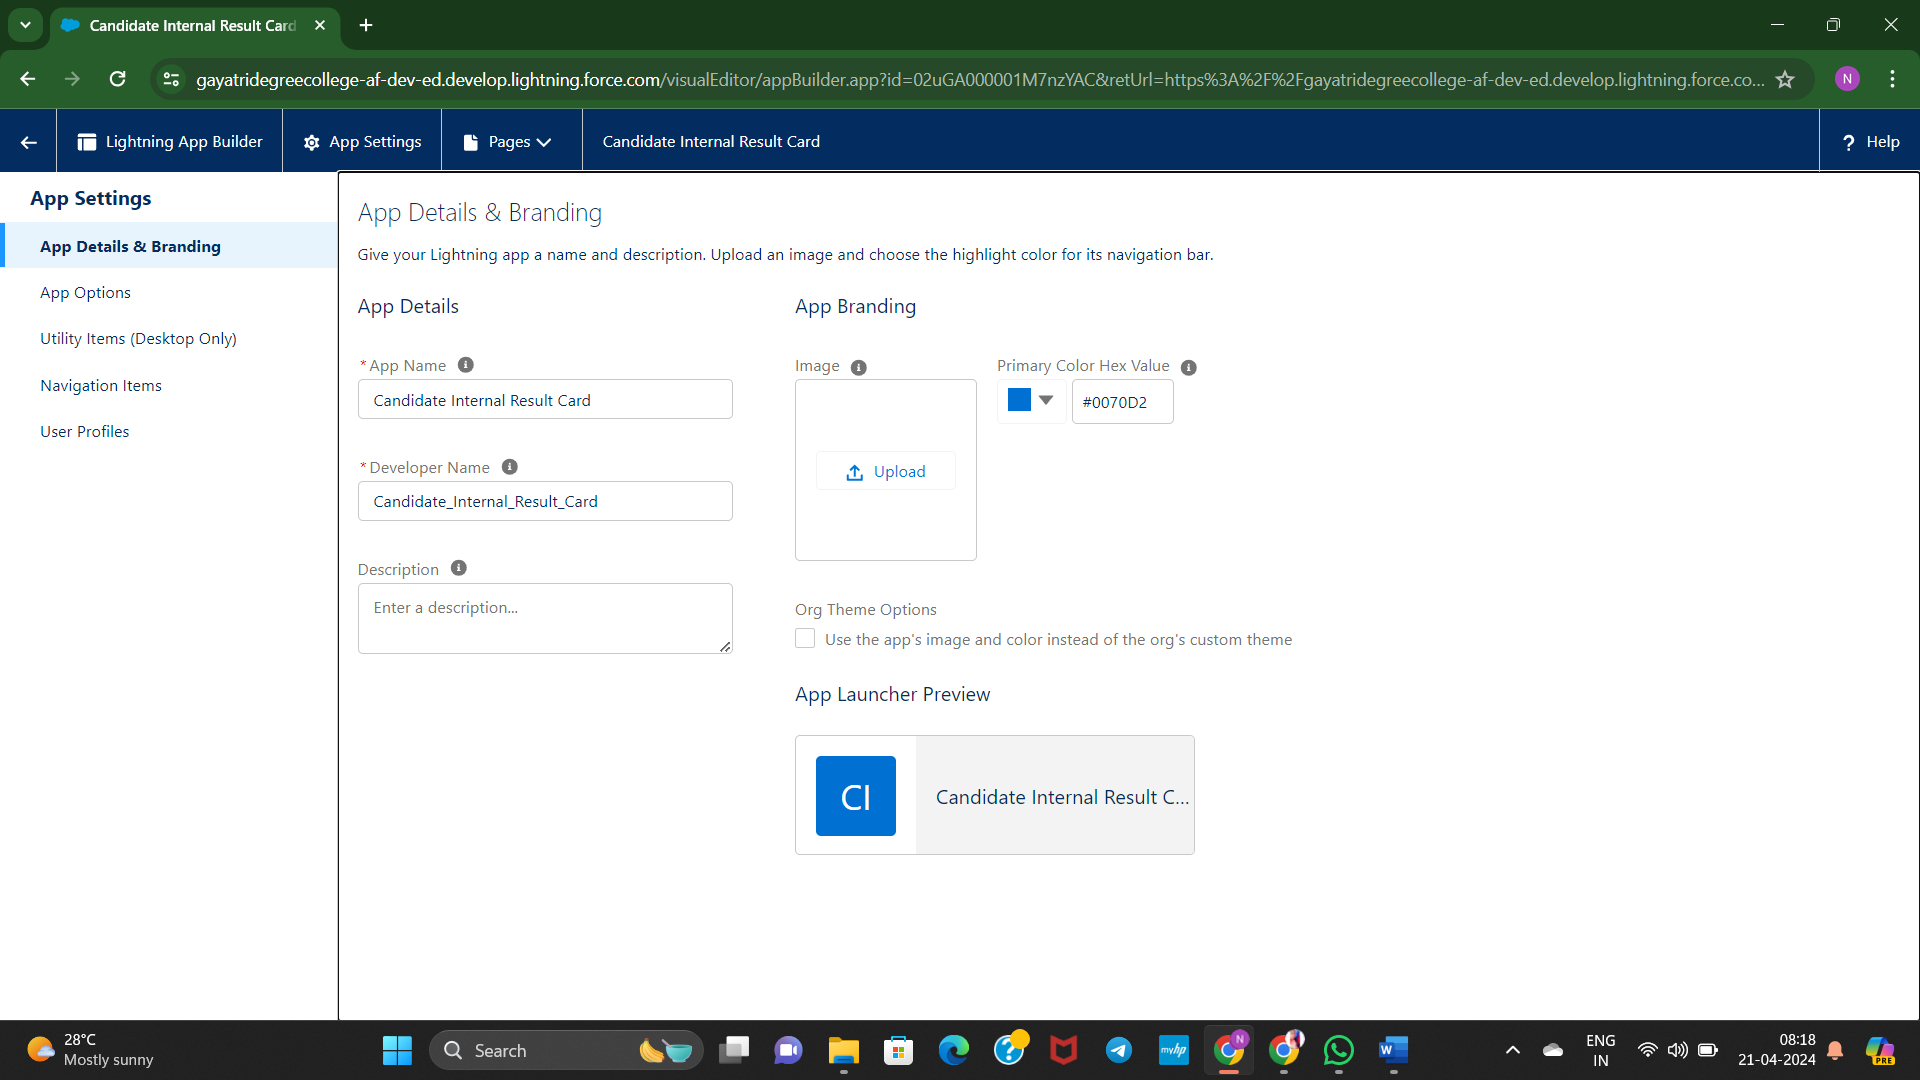 Candidate Internal Result Card
gayatridegreecollege-af-dev-ed.develop.lightning.force.com/visualEditor/appBuilder.app?id=02uGA000001M7nzYAC&retUrl=https%3A%2F%2Fgayatridegreecollege-af-dev-ed.develop.lightning.force.co...
N
Lightning App Builder
App Settings
Pages
Candidate Internal Result Card
? Help
App Settings
App Details & Branding
App Options
Utility Items (Desktop Only)
Navigation Items
User Profiles
App Details & Branding
Give your Lightning app a name and description. Upload an image and choose the highlight color for its navigation bar.
App Details
*App Name
Candidate Internal Result Card
*Developer Name
Candidate_Internal_Result_Card
Description
Enter a description...
App Branding
Image
Primary Color Hex Value
Upload
#0070D2
Org Theme Options
Use the app's image and color instead of the org's custom theme
App Launcher Preview
CI
Candidate Internal Result C...
28°C
Mostly sunny
Search
myhp
N
W
ENG
IN
08:18
21-04-2024
PRE